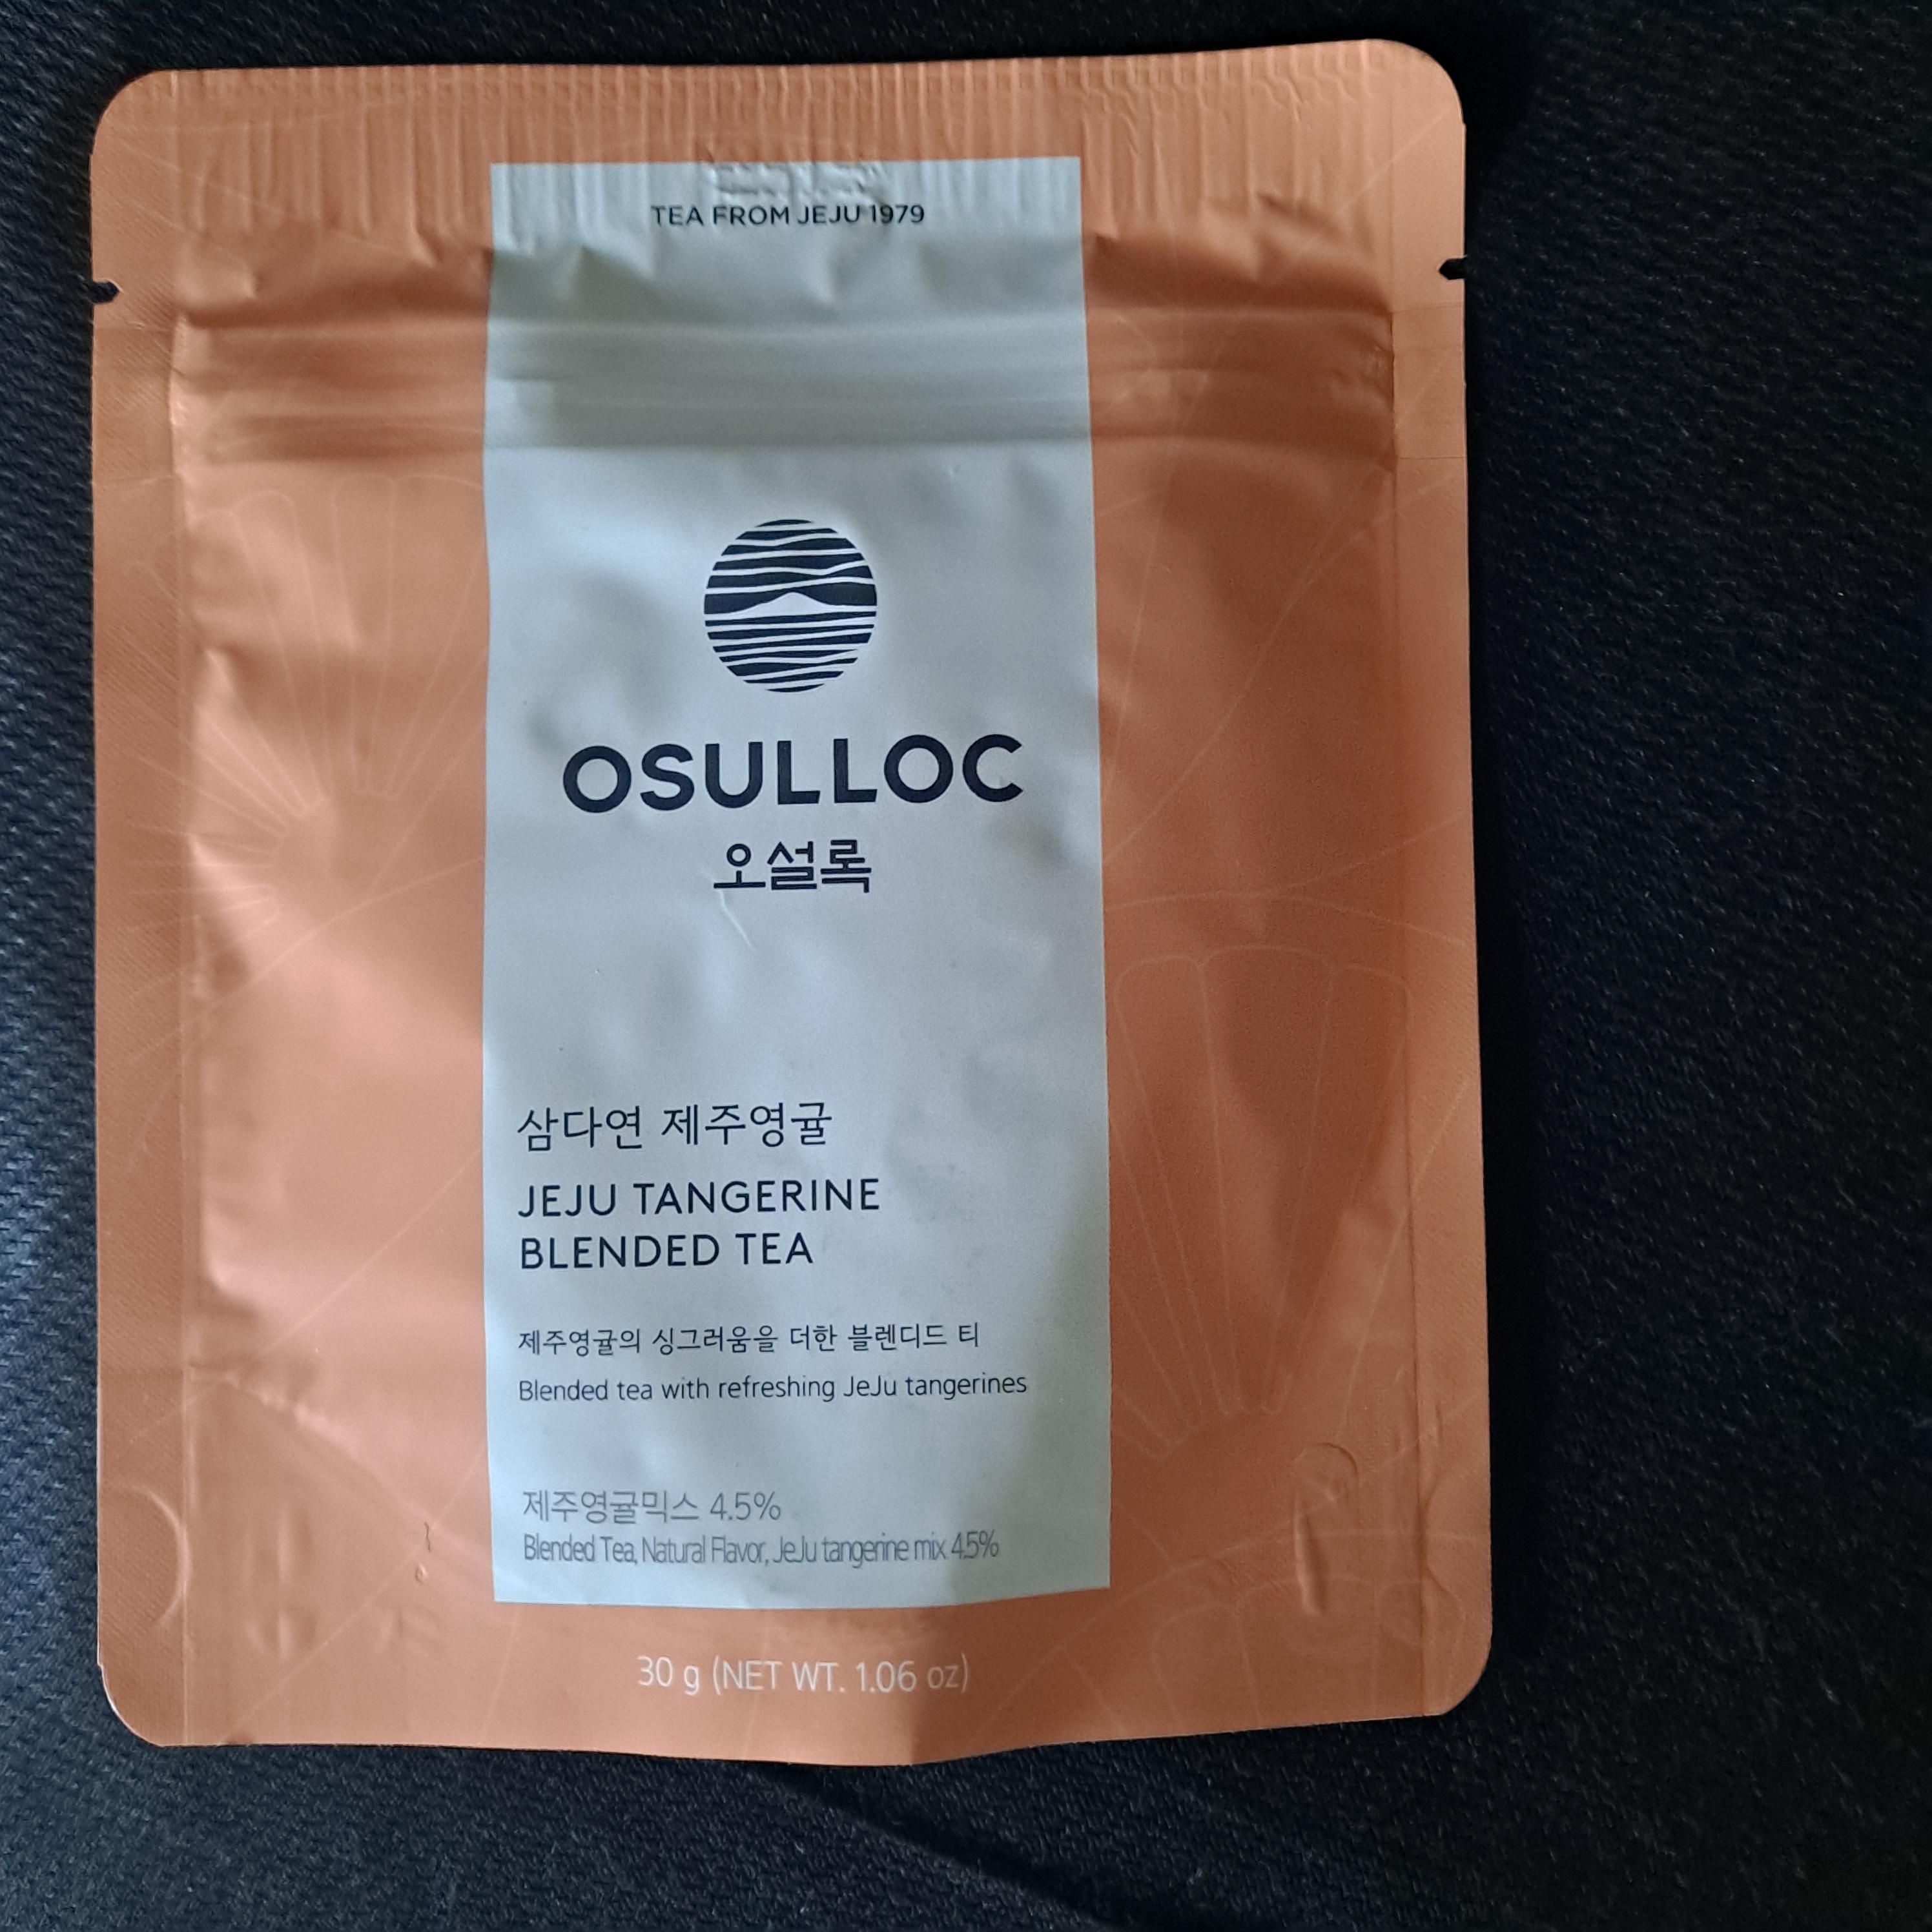 TEA FROM JEJU 1979
OSULLOC
오설록
삼다연 제주영귤
JEJU TANGERINE
BLENDED TEA
제주영귤의 싱그러움을 더한 블렌디드 티
Blended tea with refreshing JeJu tangerines
제주영귤믹스 4.5%
Blended Tea, Natural Flavor, JeJu tangerine mix 4.5%
30 g (NET WT. 1.06 oz)